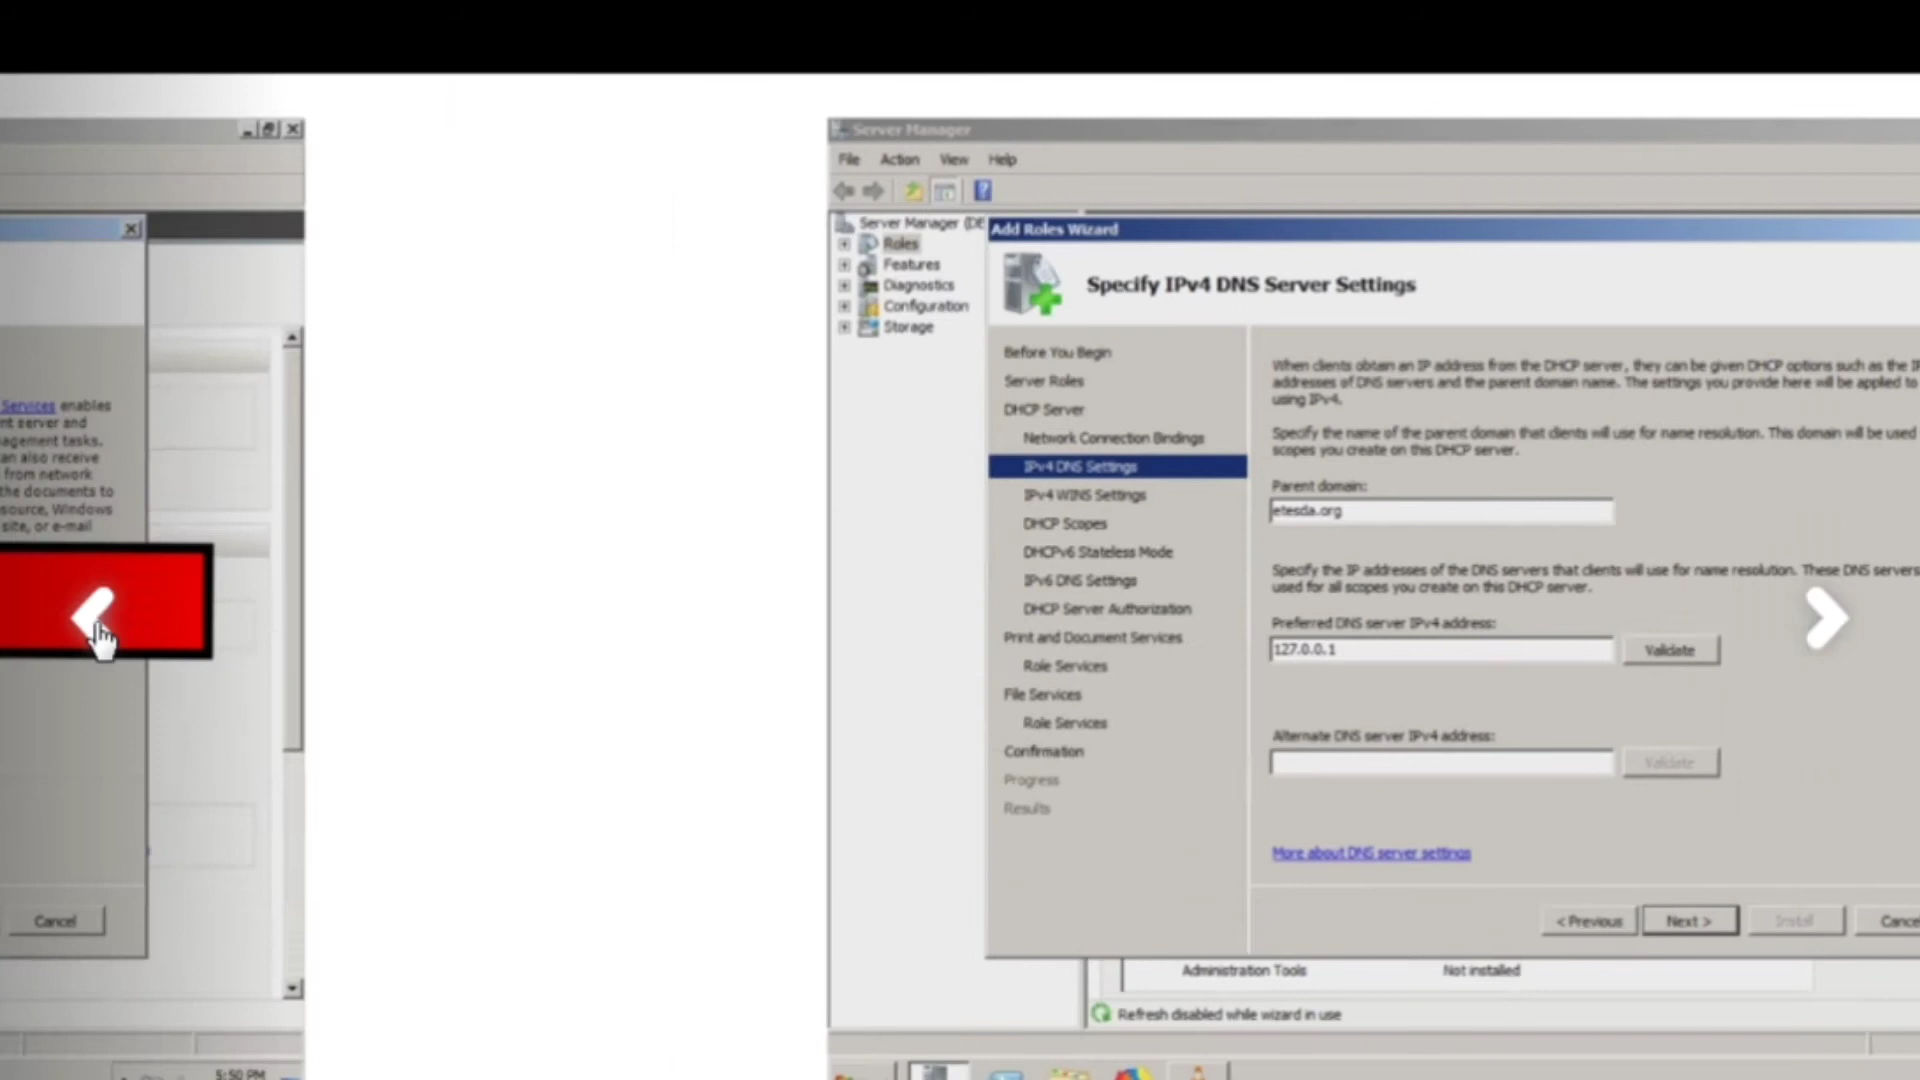 Services enables
nt server and
agement tasks.
an also receive
from network
the documents to
source, Windows
site, or e-mail
Cancel
5:50 PM
Server Manager
File Action View Help
Server Manager (DE
Roles
Features
Diagnostics
Configuration
Storage
Add Roles Wizard
Specify IPv4 DNS Server Settings
Before You Begin
Server Roles
DHCP Server
Network Connection Bindings
IPv4 DNS Settings
IPv4 WINS Settings
DHCP Scopes
DHCPv6 Stateless Mode
IPv6 DNS Settings
DHCP Server Authorization
Print and Document Services
Role Services
File Services
Role Services
Confirmation
Progress
Results
When clients obtain an IP address from the DHCP server, they can be given DHCP options such as the IP
addresses of DNS servers and the parent domain name. The settings you provide here will be applied to
using IPv4.
Specify the name of the parent domain that clients will use for name resolution. This domain will be used
scopes you create on this DHCP server.
Parent domain:
etesda.org
Specify the IP addresses of the DNS servers that clients will use for name resolution. These DNS servers
used for all scopes you create on this DHCP server.
Preferred DNS server IPv4 address:
127.0.0.1 Validate
Alternate DNS server IPv4 address:
Validate
More about DNS server settings
< Previous Next > Install Cance
Administration Tools Not installed
Refresh disabled while wizard in use